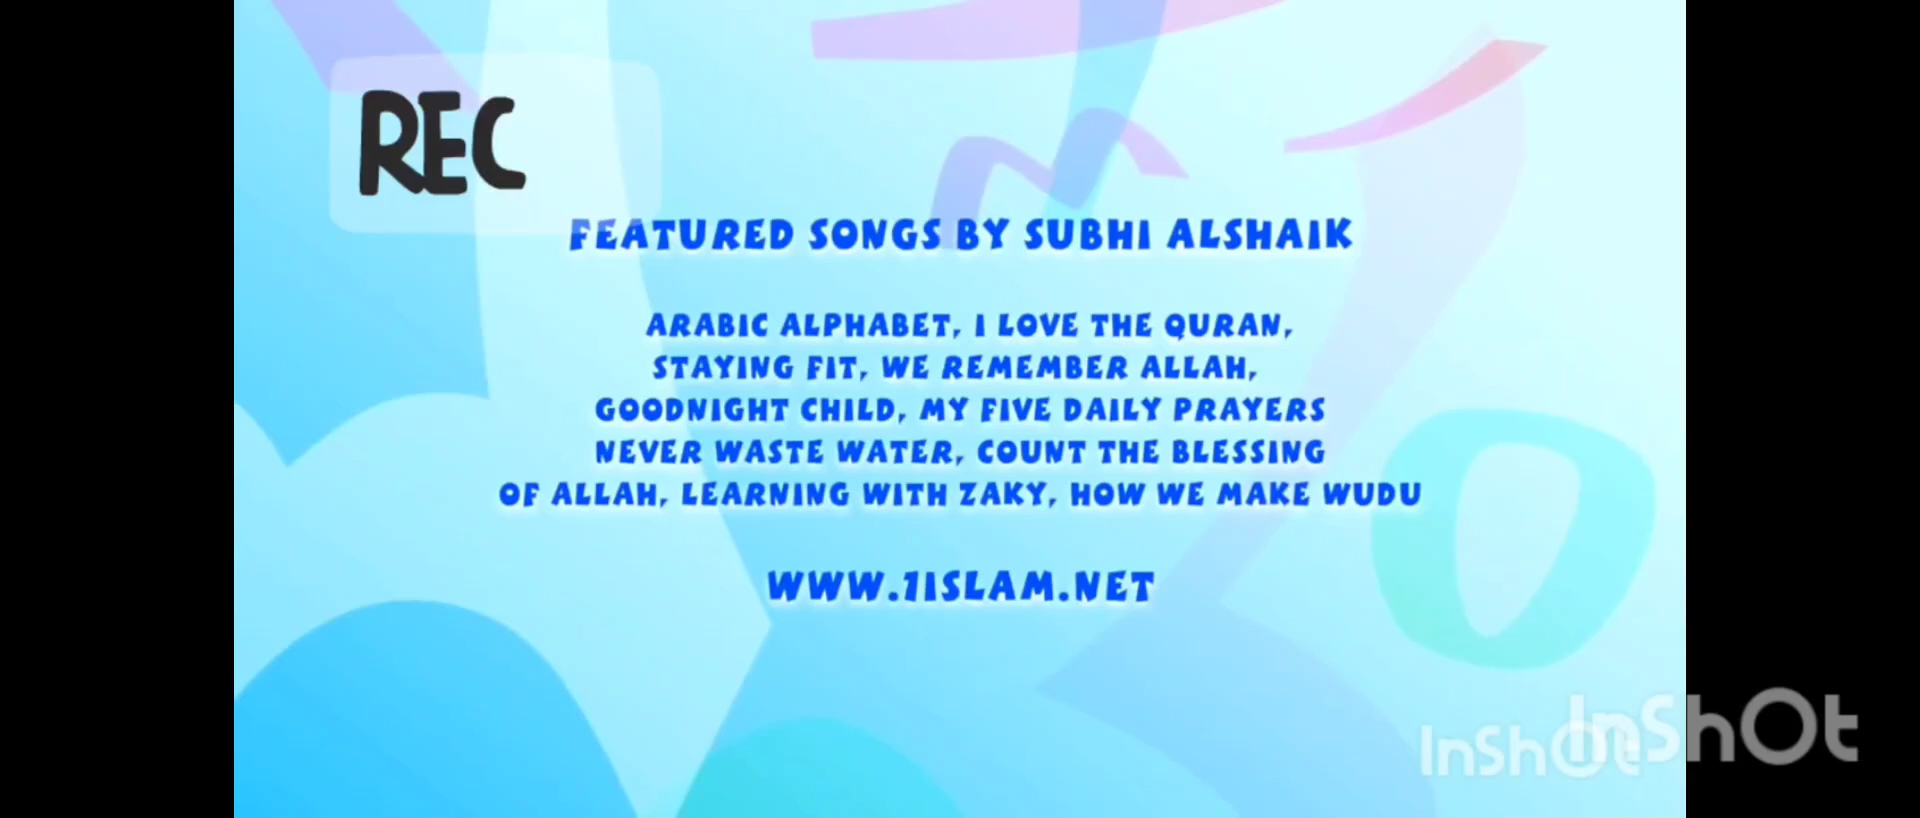 REC
FEATURED SONGS BY SUBHI ALSHAIK
ARABIC ALPHABET, I LOVE THE QURAN,
STAYING FIT, WE REMEMBER ALLAH,
GOODNIGHT CHILD, MY FIVE DAILY PRAYERS
NEVER WASTE WATER, COUNT THE BLESSING
OF ALLAH, LEARNING WITH ZAKY, HOW WE MAKE WUDU
WWW.1ISLAM.NET
InShOt
InShOt